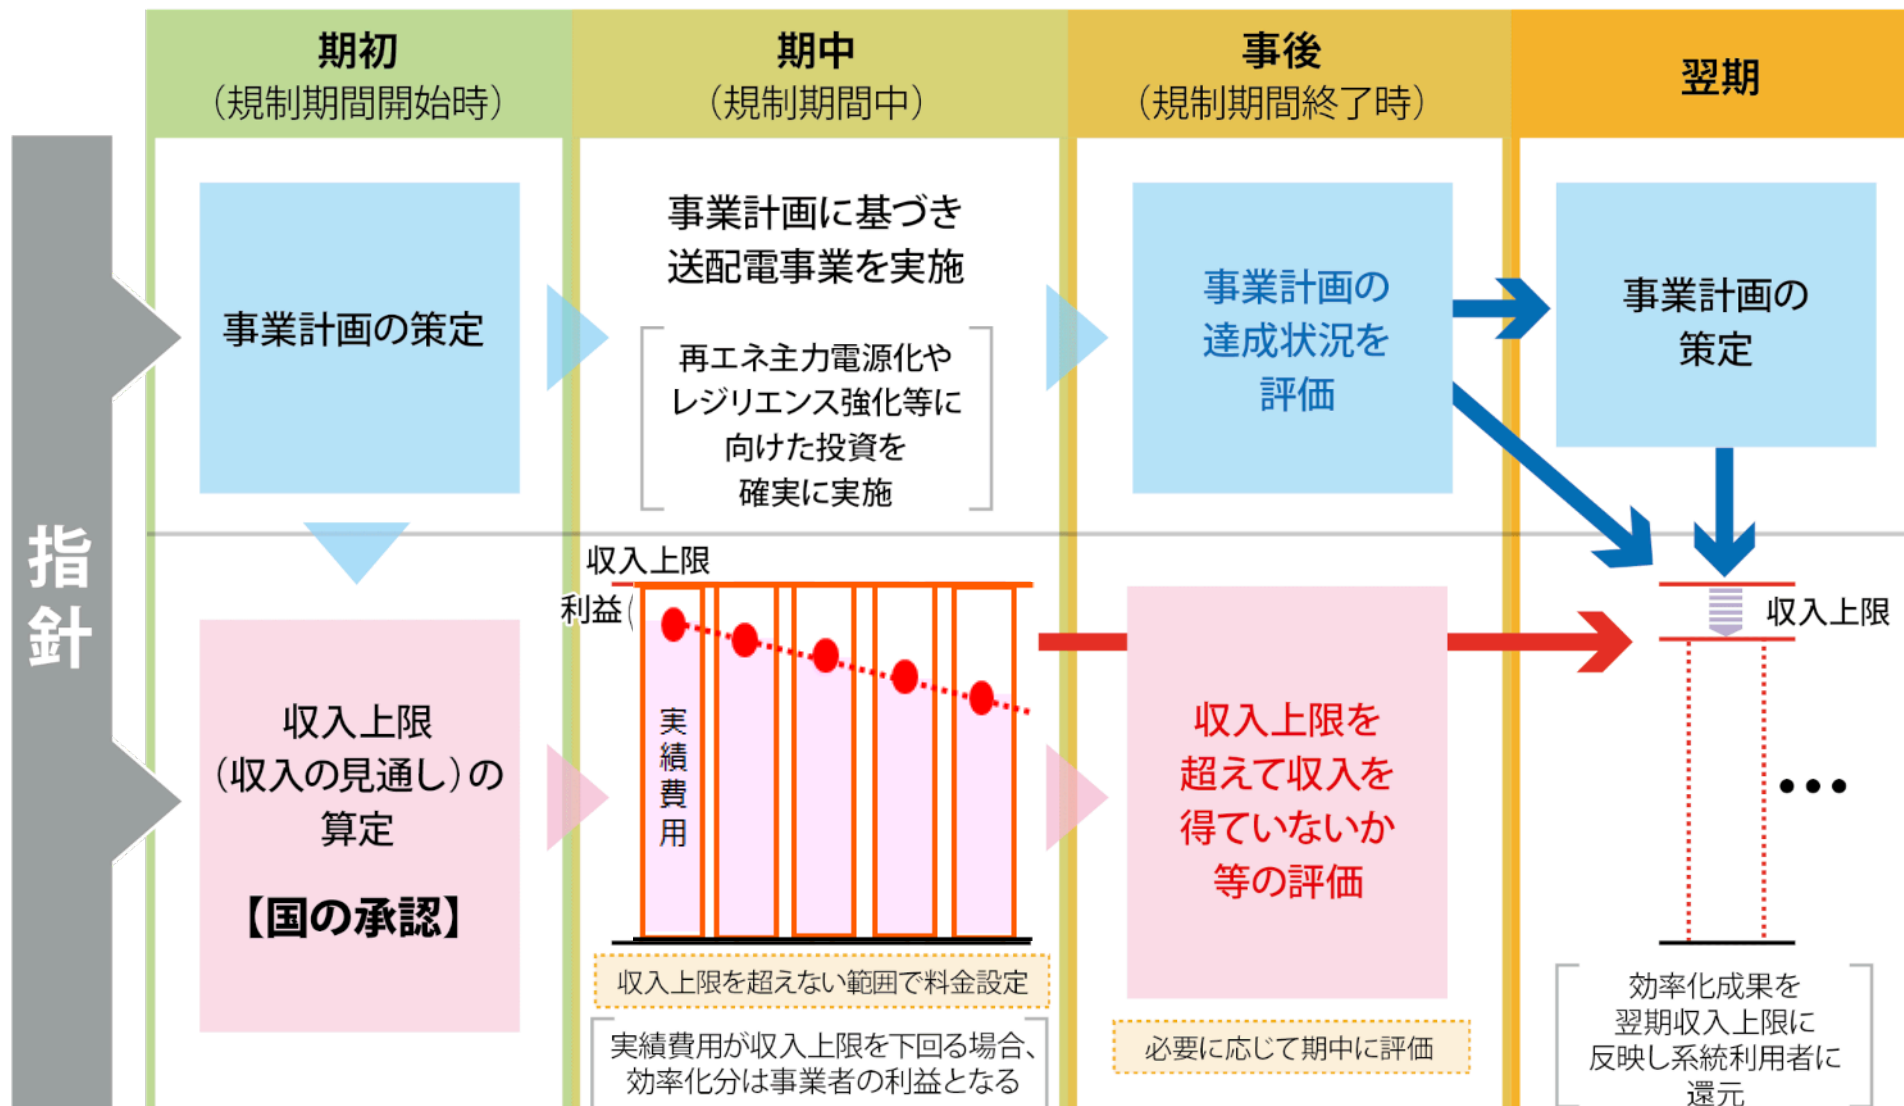 期初
（規制期間開始時）
期中
（規制期間中）
事後
（規制期間終了時）
翌期
指針
事業計画の策定
事業計画に基づき
送配電事業を実施
再エネ主力電源化や
レジリエンス強化等に
向けた投資を
確実に実施
事業計画の
達成状況を
評価
事業計画の
策定
収入上限
（収入の見通し）の
算定
【国の承認】
収入上限
利益
実績費用
収入上限を超えない範囲で料金設定
実績費用が収入上限を下回る場合、
効率化分は事業者の利益となる
収入上限を
超えて収入を
得ていないか
等の評価
必要に応じて期中に評価
収入上限
•••
効率化成果を
翌期収入上限に
反映し系統利用者に
還元